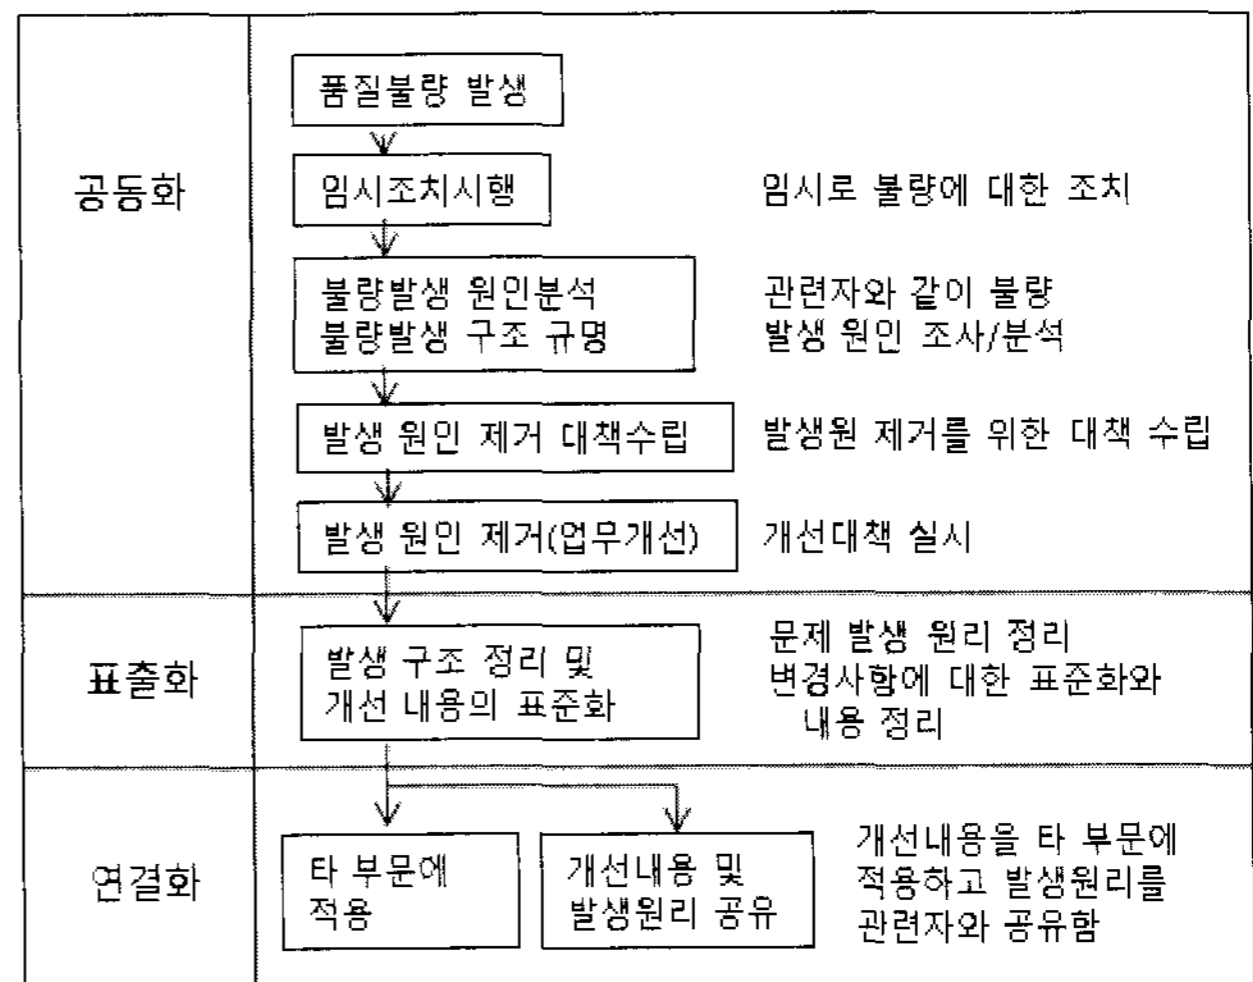 공동화
품질불량 발생
임시조치시행
임시로 불량에 대한 조치
불량발생 원인분석
불량발생 구조 규명
관련자와 같이 불량
발생 원인 조사/분석
발생 원인 제거 대책수립
발생원 제거를 위한 대책 수립
발생 원인 제거(업무개선)
개선대책 실시
표출화
발생 구조 정리 및
개선 내용의 표준화
문제 발생 원리 정리
변경사항에 대한 표준화와
내용 정리
연결화
타 부문에
적용
개선내용 및
발생원리 공유
개선내용을 타 부문에
적용하고 발생원리를
관련자와 공유함